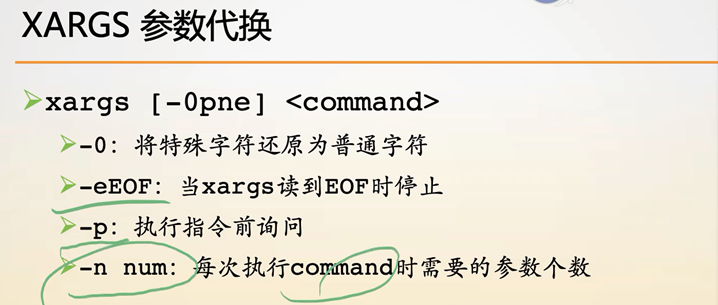 XARGS 参数代换
xargs [-0pne] <command>
-0: 将特殊字符还原为普通字符
-eEOF: 当xargs读到EOF时停止
-p: 执行指令前询问
-n num: 每次执行command时需要的参数个数